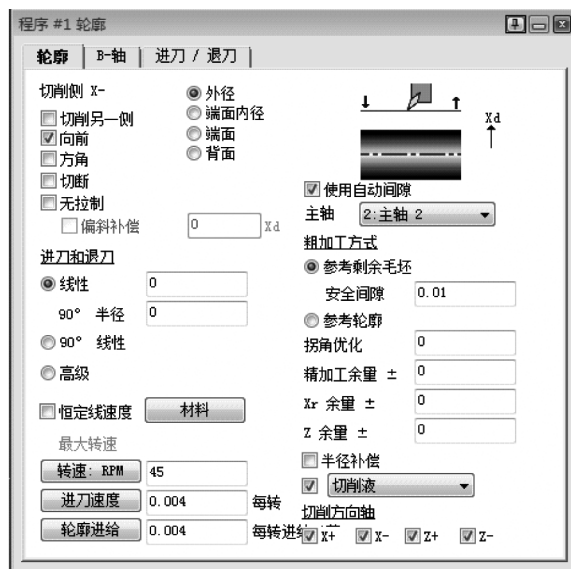 程序 #1 轮廓
轮廓 B-轴 进刀 / 退刀
切削侧 X-
切削另一侧
向前
方角
切断
无拉制
偏斜补偿 0 Xd
外径
端面内径
端面
背面
进刀和退刀
线性 0
90° 半径 0
90° 线性
高级
恒定线速度 材料
最大转速
转速: RPM 45
进刀速度 0.004 每转
轮廓进给 0.004 每转进给
Xd
使用自动间隙
主轴 2:主轴 2
粗加工方式
参考剩余毛坯
安全间隙 0.01
参考轮廓
拐角优化 0
精加工余量 ± 0
Xr 余量 ± 0
Z 余量 ± 0
半径补偿
切削液
切削方向轴
X+ X- Z+ Z-